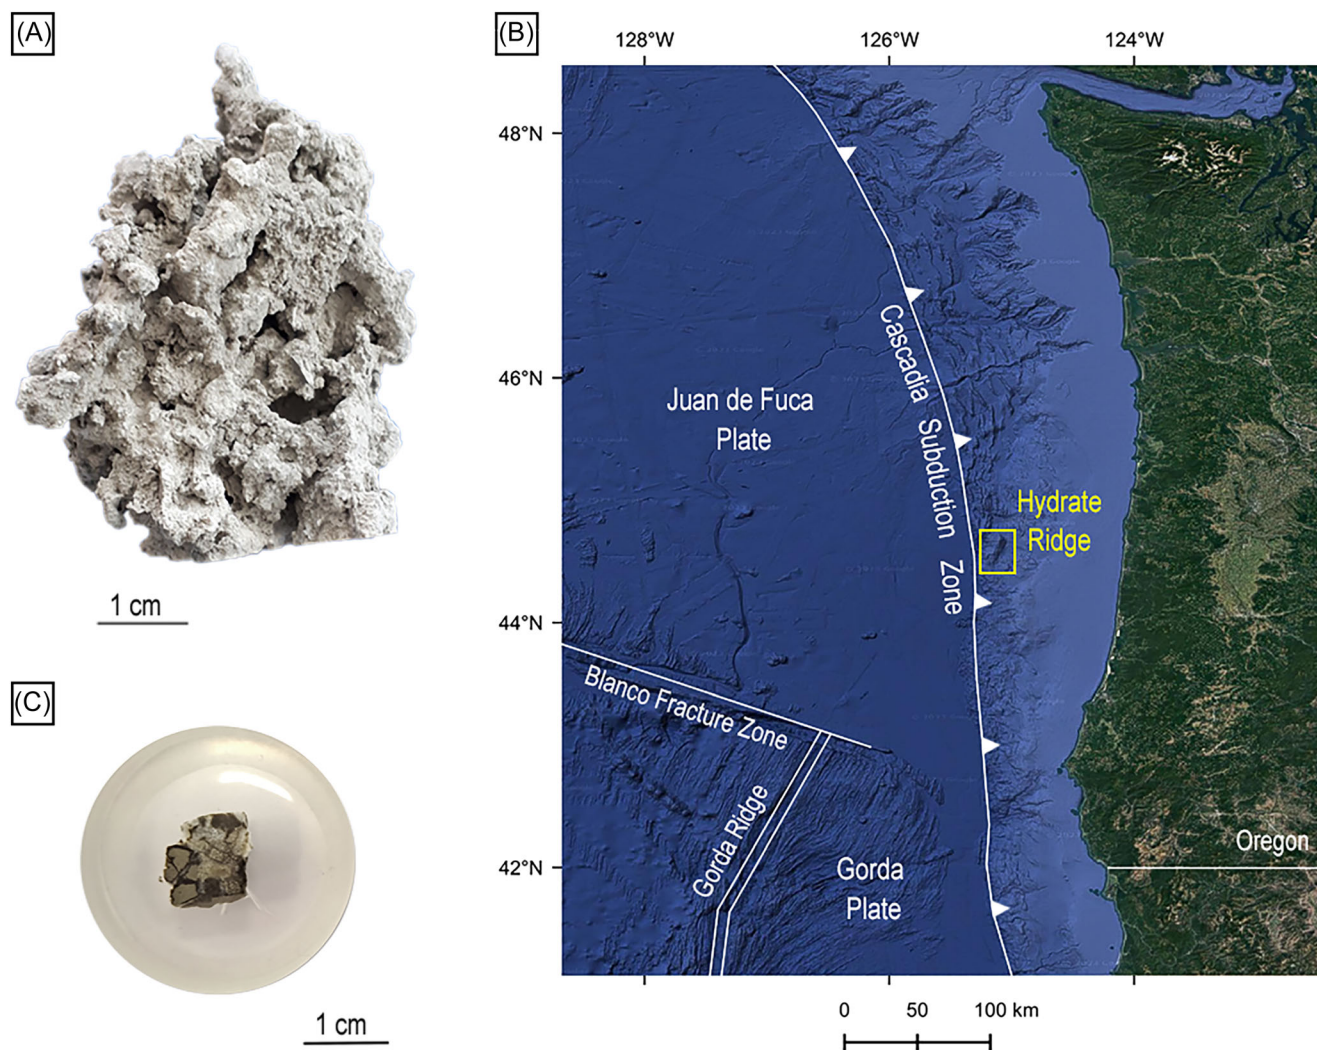 (A)
1 cm
(B)
128°W 126°W 124°W
48°N
46°N
44°N
42°N
Juan de Fuca
Plate
Cascadia Subduction Zone
Hydrate
Ridge
Blanco Fracture Zone
Gorda Ridge
Gorda
Plate
Oregon
0 50 100 km
(C)
1 cm